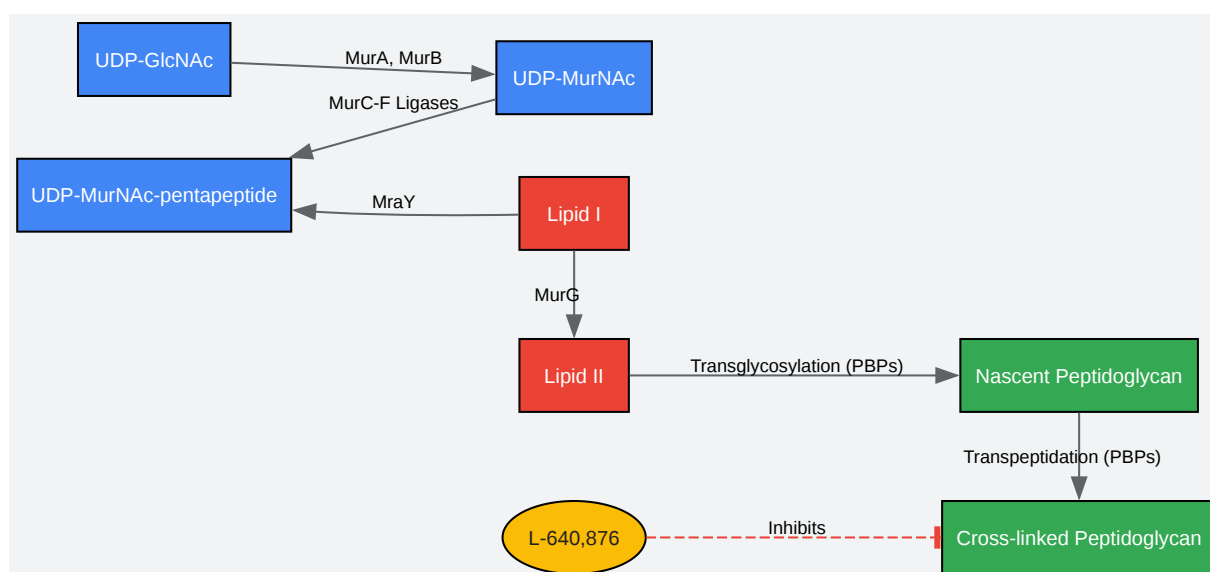 UDP-GlcNAc
MurA, MurB
UDP-MurNAc
MurC-F Ligases
UDP-MurNAc-pentapeptide
MraY
Lipid I
MurG
Lipid II
Transglycosylation (PBPs)
Nascent Peptidoglycan
Transpeptidation (PBPs)
L-640,876
Inhibits
Cross-linked Peptidoglycan